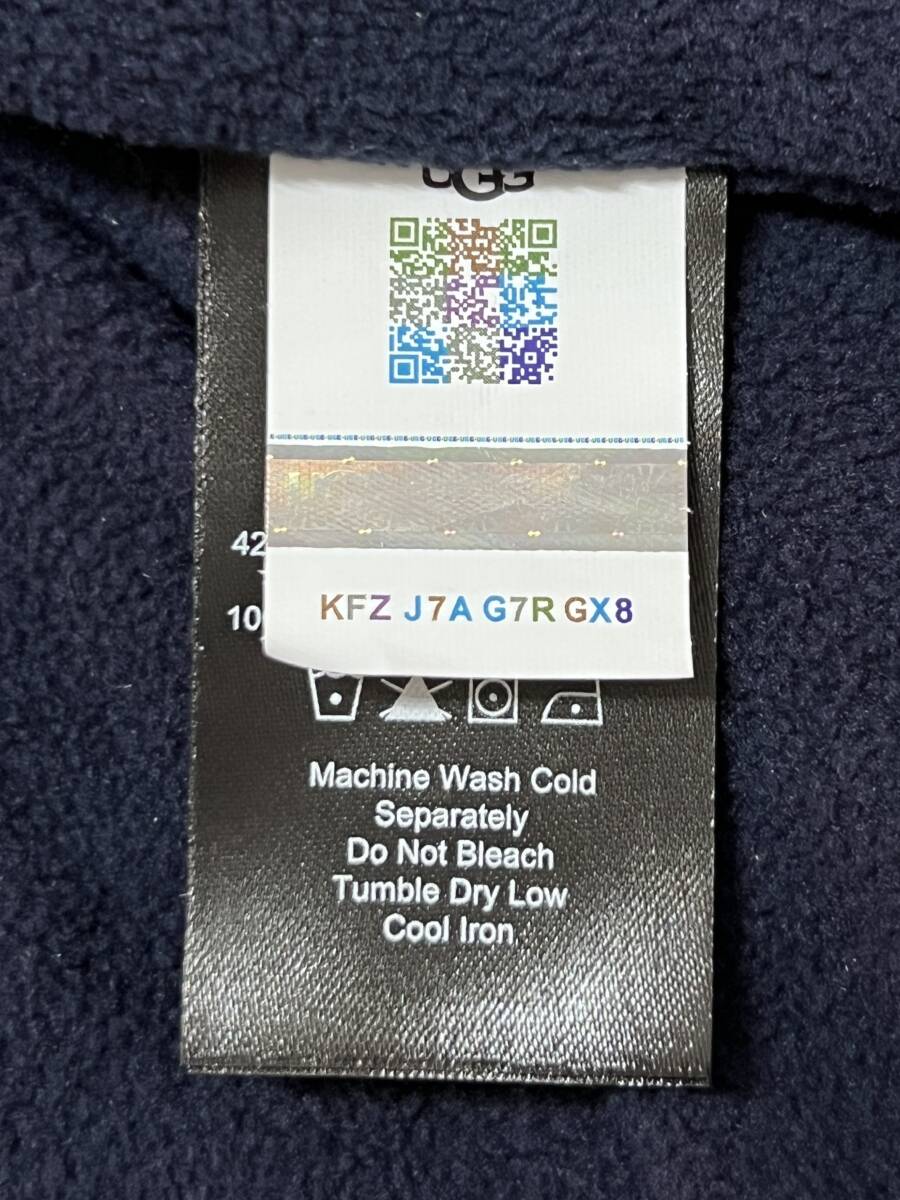 UGG
42
10
KFZ J7A G7R GX8
Machine Wash Cold
Separately
Do Not Bleach
Tumble Dry Low
Cool Iron